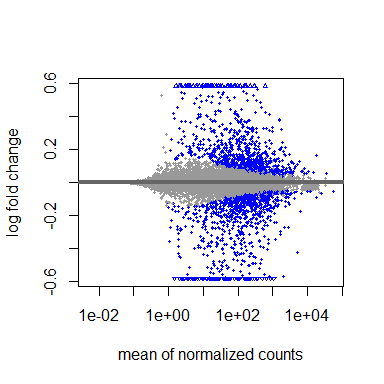 0.6
0.2
-0.2
-0.6
log fold change
1e-02
1e+00
1e+02
1e+04
mean of normalized counts